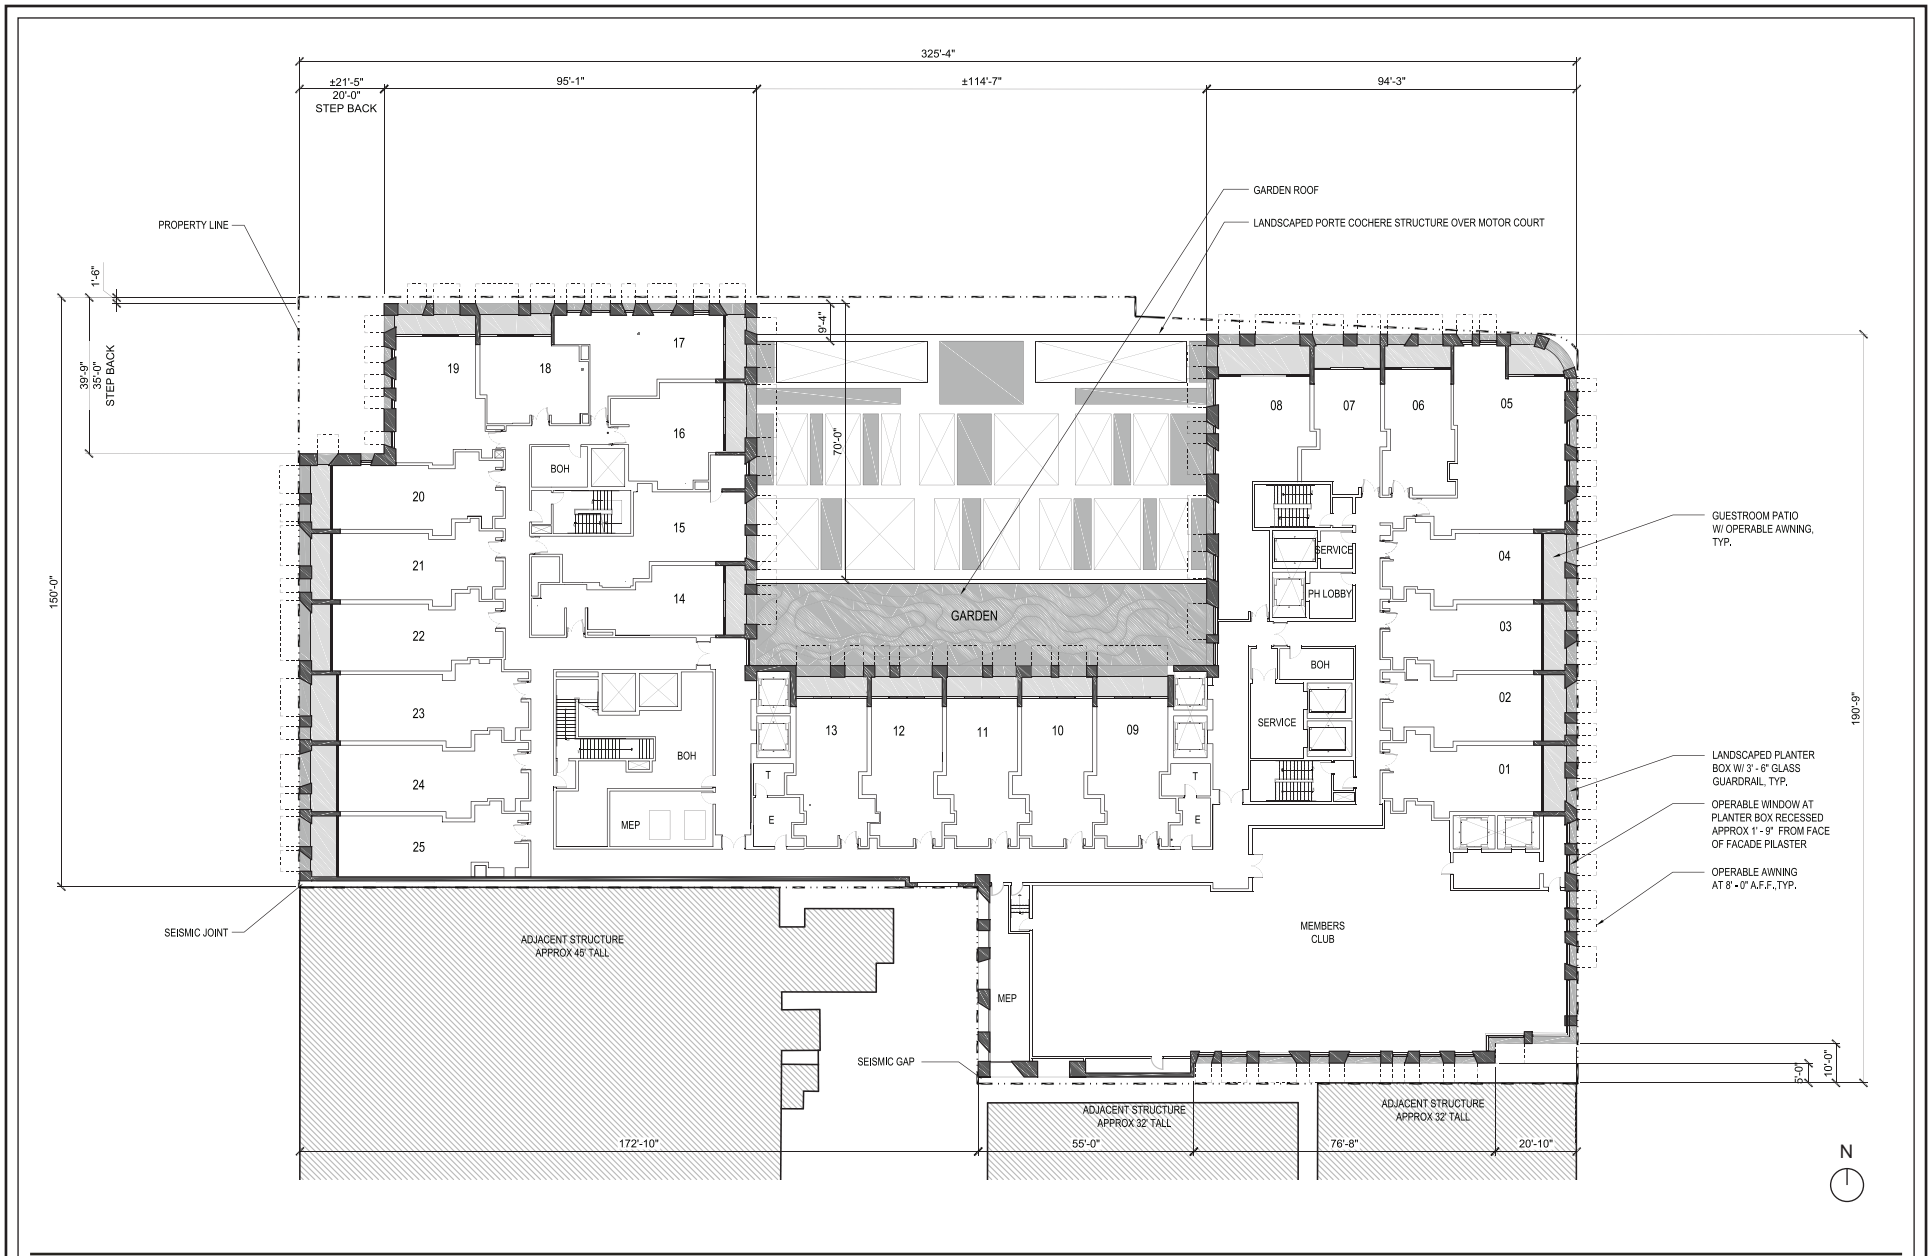 325'-4"
±21'-5"
20'-0"
STEP BACK
95'-1"
±114'-7"
94'-3"
GARDEN ROOF
LANDSCAPED PORTE COCHERE STRUCTURE OVER MOTOR COURT
PROPERTY LINE
1'-6"
39'-9"
35'-0"
STEP BACK
150'-0"
9'-4"
70'-0"
17
19
18
16
08
07
06
05
BOH
20
15
GUESTROOM PATIO
W/ OPERABLE AWNING,
TYP.
SERVICE
04
21
PH LOBBY
14
GARDEN
22
03
BOH
02
23
SERVICE
13
12
11
10
09
190'-9"
BOH
24
T
T
01
LANDSCAPED PLANTER
BOX W/ 3' - 6" GLASS
GUARDRAIL, TYP.
MEP
E
E
OPERABLE WINDOW AT
PLANTER BOX RECESSED
APPROX 1' - 9" FROM FACE
OF FACADE PILASTER
25
OPERABLE AWNING
AT 8' - 0" A.F.F.,TYP.
SEISMIC JOINT
ADJACENT STRUCTURE
APPROX 45' TALL
MEMBERS
CLUB
MEP
SEISMIC GAP
10'-0"
ADJACENT STRUCTURE
APPROX 32' TALL
ADJACENT STRUCTURE
APPROX 32' TALL
172'-10"
55'-0"
76'-8"
20'-10"
N